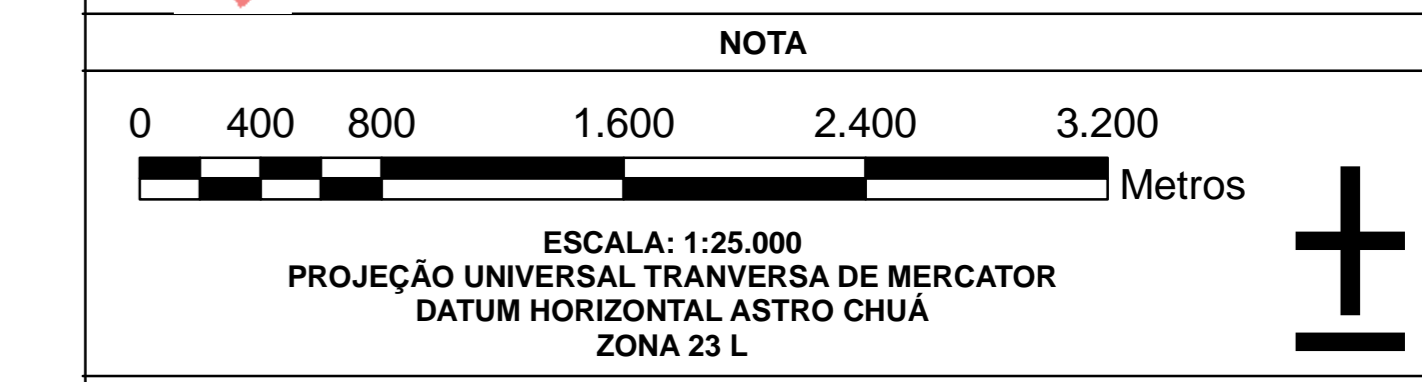 NOTA
0 400 800 1.600 2.400 3.200
Metros
ESCALA: 1:25.000
PROJEÇÃO UNIVERSAL TRANVERSA DE MERCATOR
DATUM HORIZONTAL ASTRO CHUÁ
ZONA 23 L